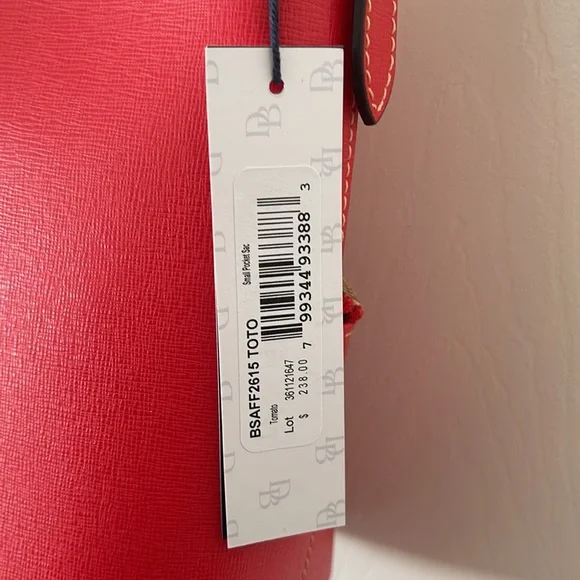 Small Pocket Sac
7 99344 93388 3
BSAFF2615 TOTO
Tomato
Lot 361121647
$ 238.00